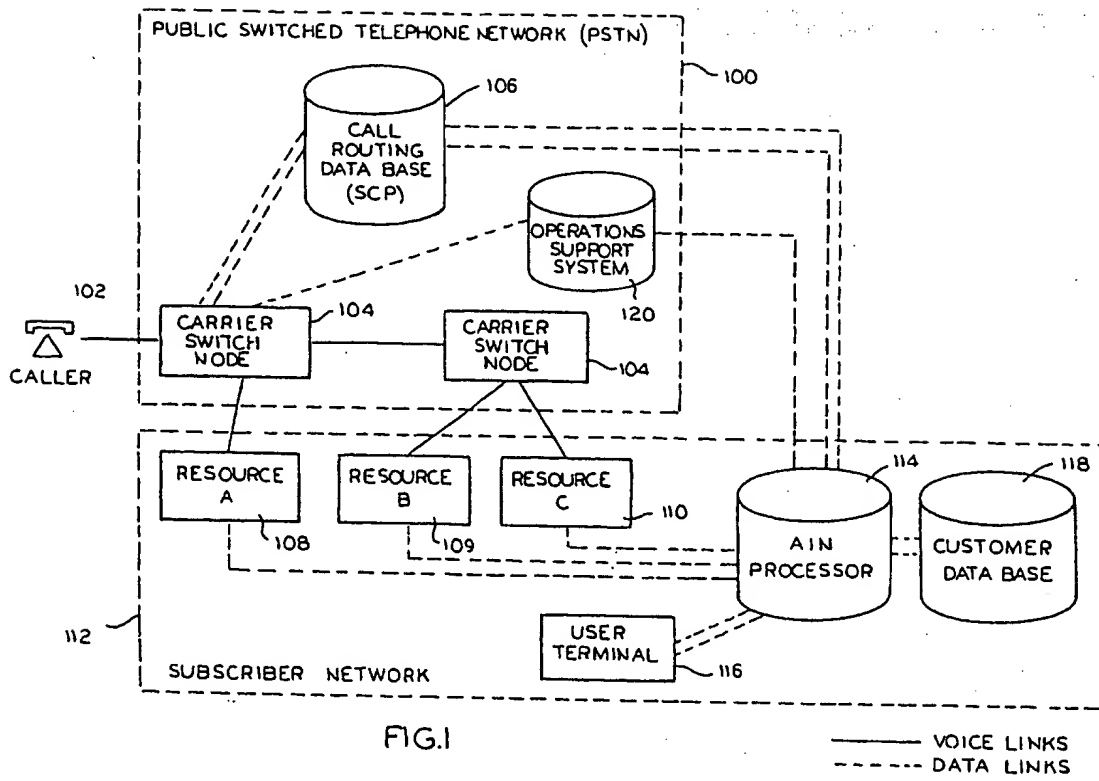 PUBLIC SWITCHED TELEPHONE NETWORK (PSTN)
100
106
CALL
ROUTING
DATA BASE
(SCP)
OPERATIONS
SUPPORT
SYSTEM
120
102
CALLER
CARRIER
SWITCH
NODE
104
CARRIER
SWITCH
NODE
104
RESOURCE
A
108
RESOURCE
B
109
RESOURCE
C
110
114
AIN
PROCESSOR
118
CUSTOMER
DATA BASE
112
USER
TERMINAL
116
SUBSCRIBER NETWORK
FIG.1
VOICE LINKS
DATA LINKS